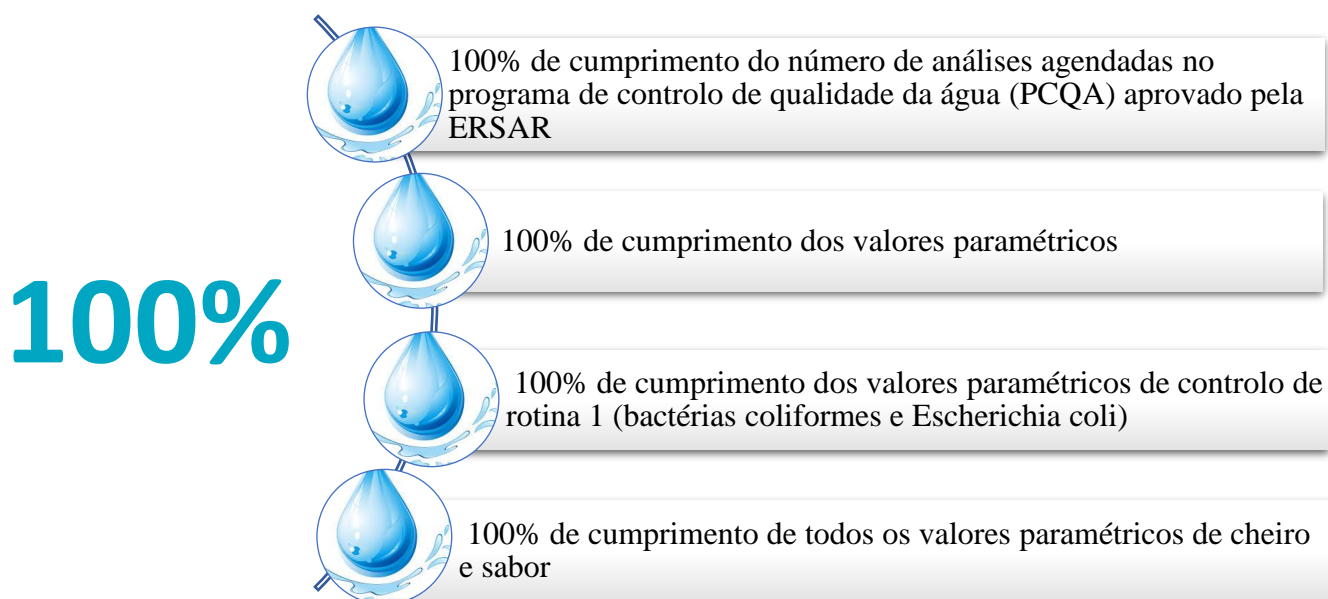 100%
100% de cumprimento do número de análises agendadas no
programa de controlo de qualidade da água (PCQA) aprovado pela
ERSAR
100% de cumprimento dos valores paramétricos
100% de cumprimento dos valores paramétricos de controlo de
rotina 1 (bactérias coliformes e Escherichia coli)
100% de cumprimento de todos os valores paramétricos de cheiro
e sabor